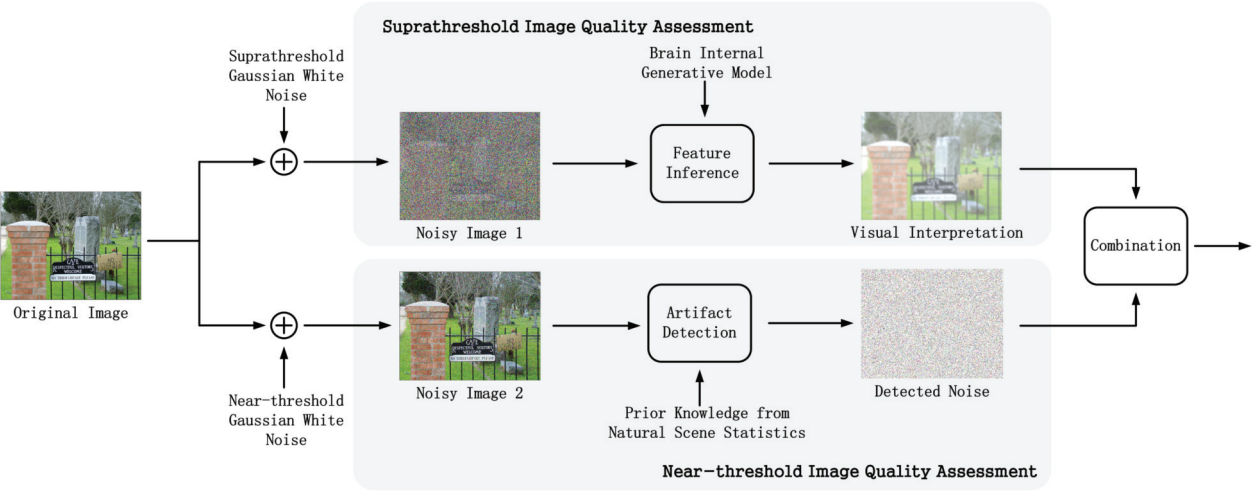 Suprathreshold Image Quality Assessment
Suprathreshold
Gaussian White
Noise
Brain Internal
Generative Model
Feature
Inference
Noisy Image 1
Visual Interpretation
Original Image
Combination
Artifact
Detection
Noisy Image 2
Detected Noise
Near-threshold
Gaussian White
Noise
Prior Knowledge from
Natural Scene Statistics
Near-threshold Image Quality Assessment